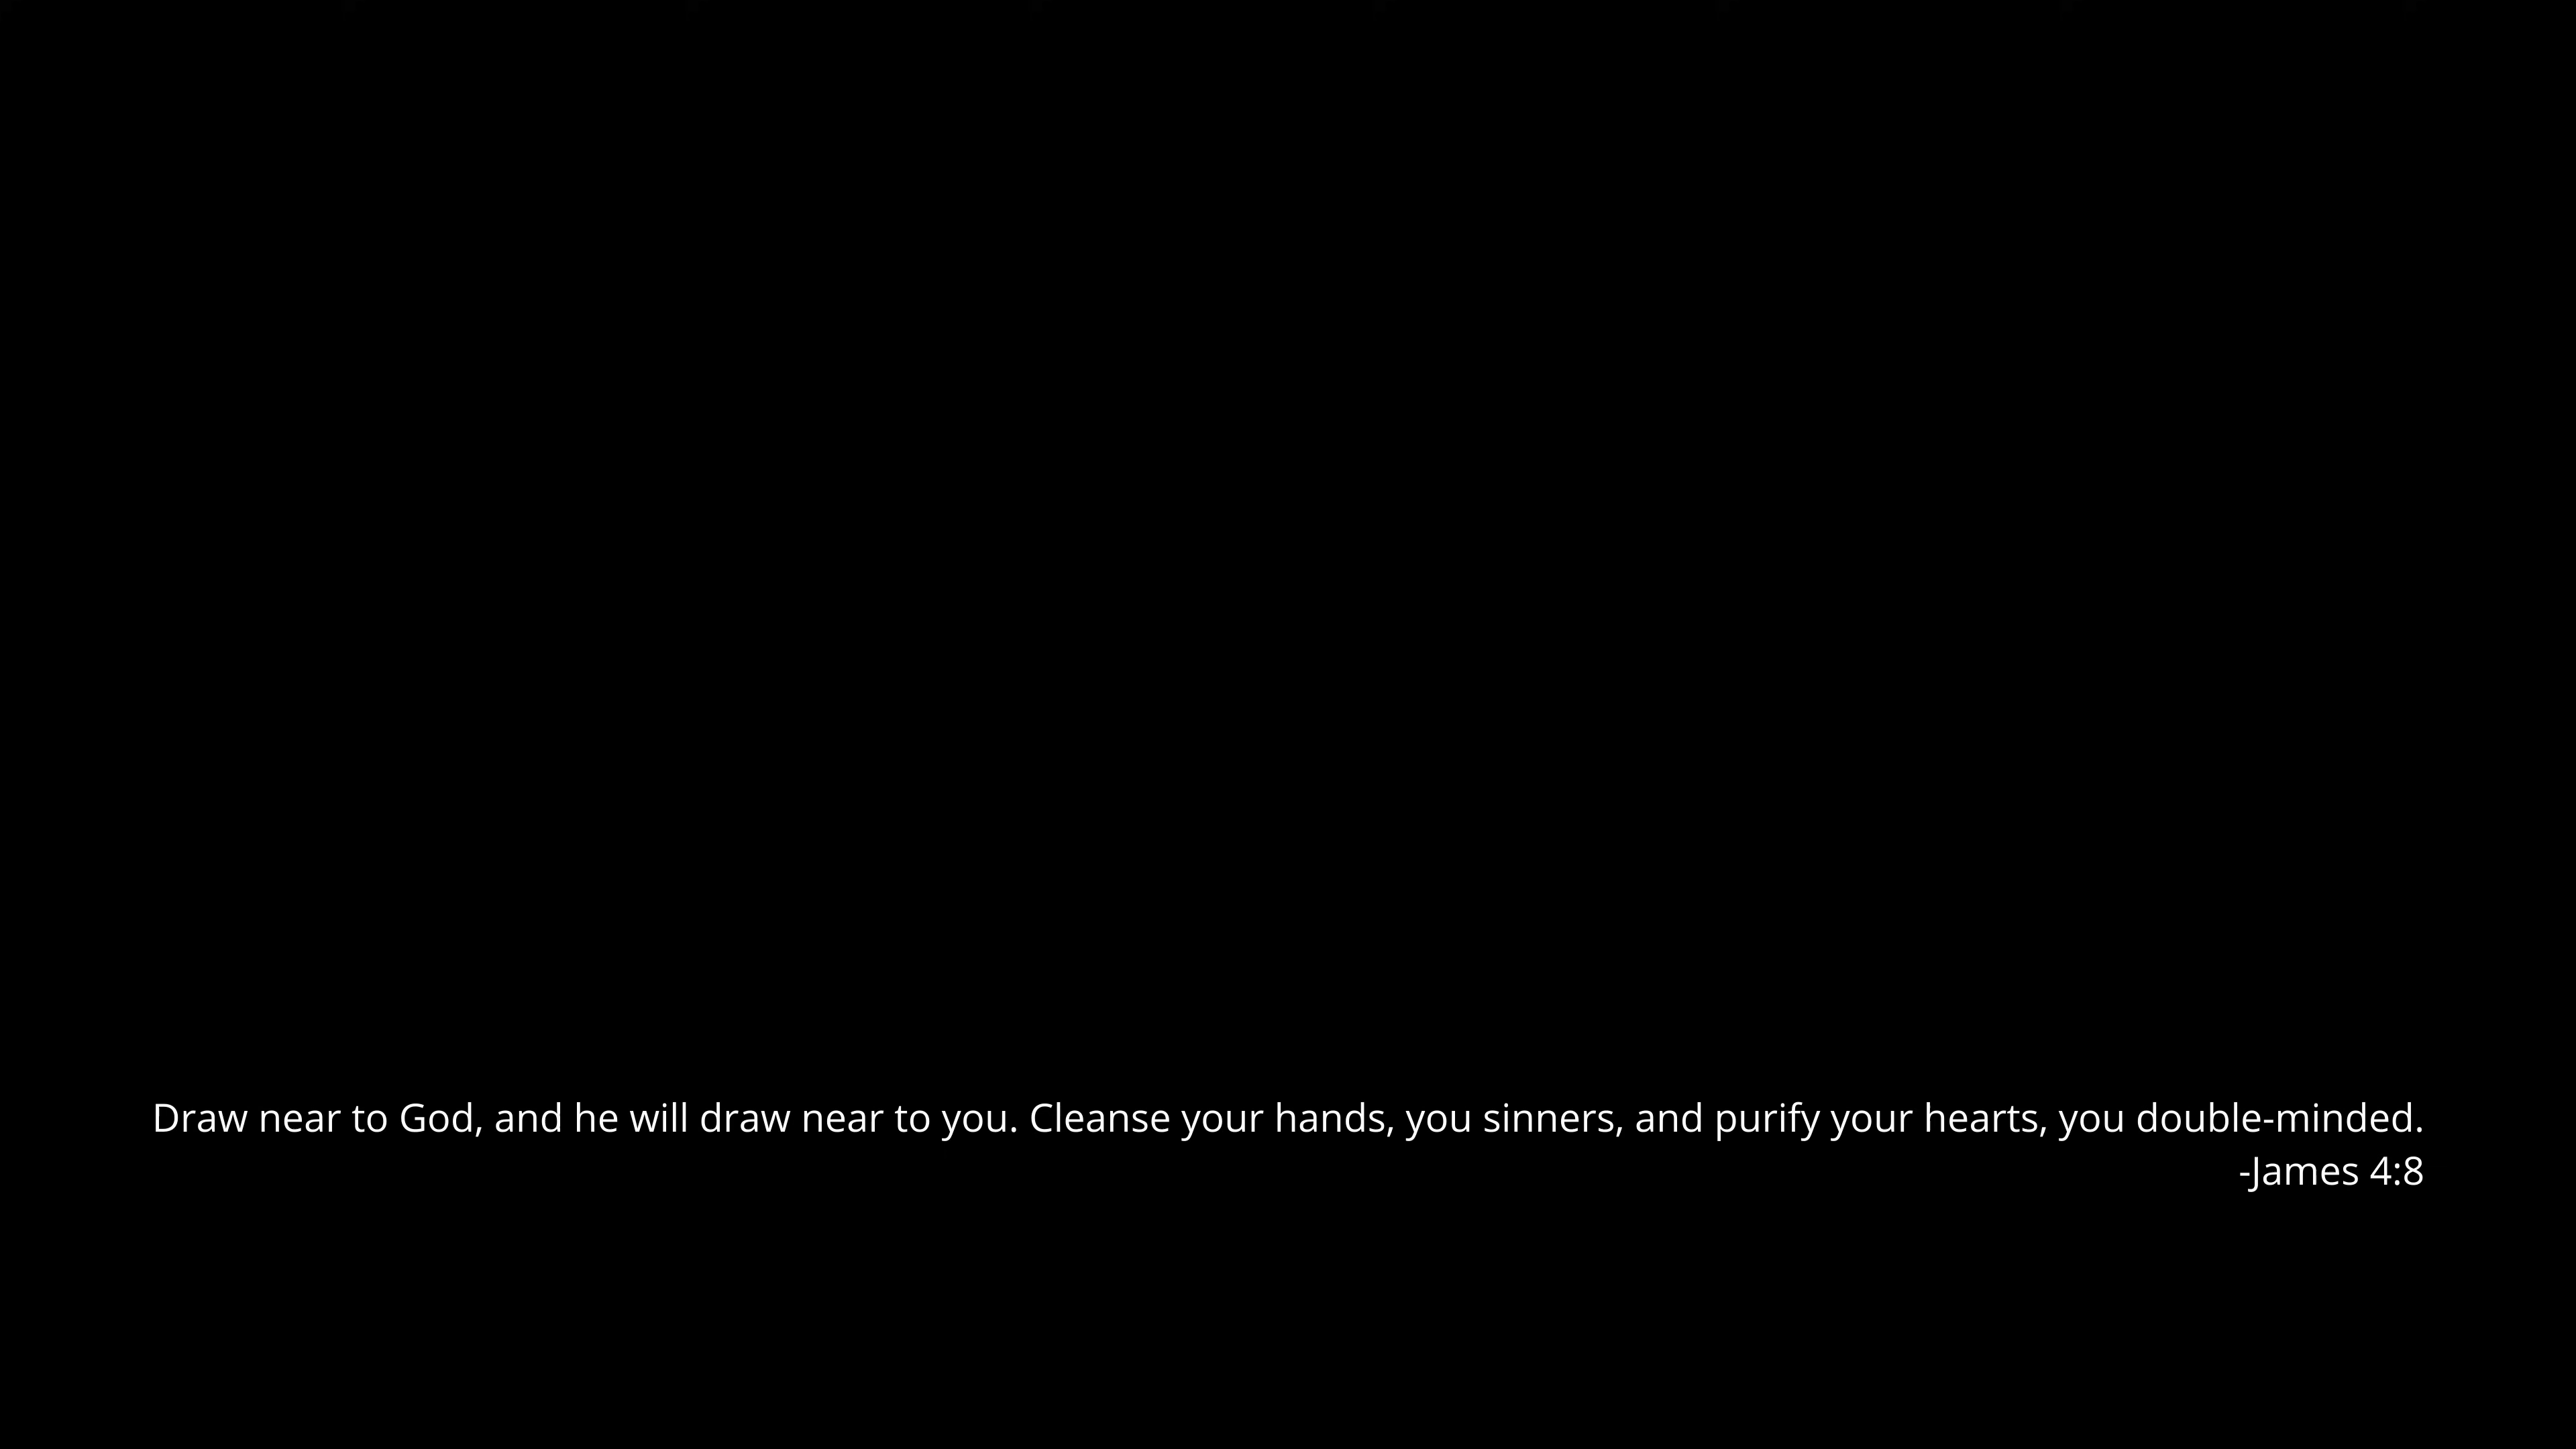 Draw near to God, and he will draw near to you. Cleanse your hands, you sinners, and purify your hearts, you double-minded.
-James 4:8